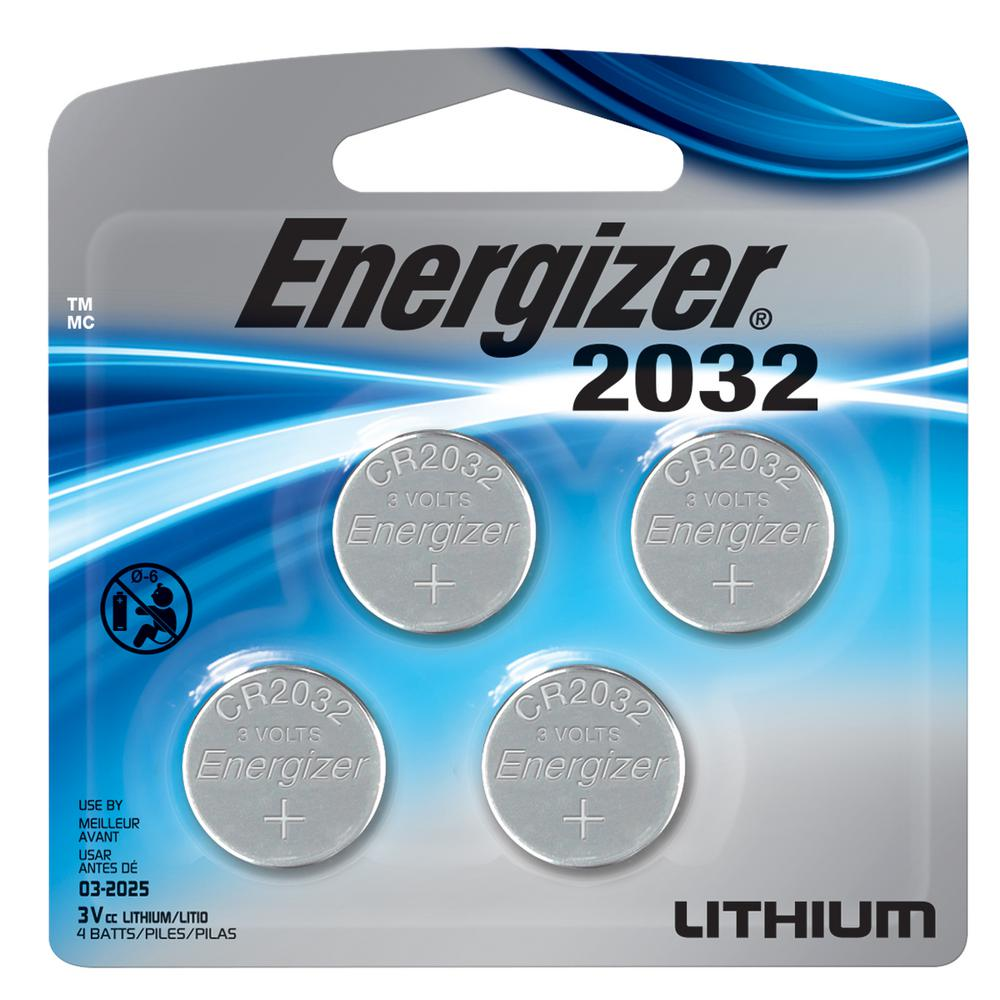 Energizer®
TM
MC
2032
CR2032
3 VOLTS
Energizer
+
CR2032
3 VOLTS
Energizer
+
Ø-6
CR2032
3 VOLTS
Energizer
+
CR2032
3 VOLTS
Energizer
+
USE BY
MEILLEUR
AVANT
USAR
ANTES DÉ
03-2025
3V cc LITHIUM/LITIO
4 BATTS/PILES/PILAS
LITHIUM